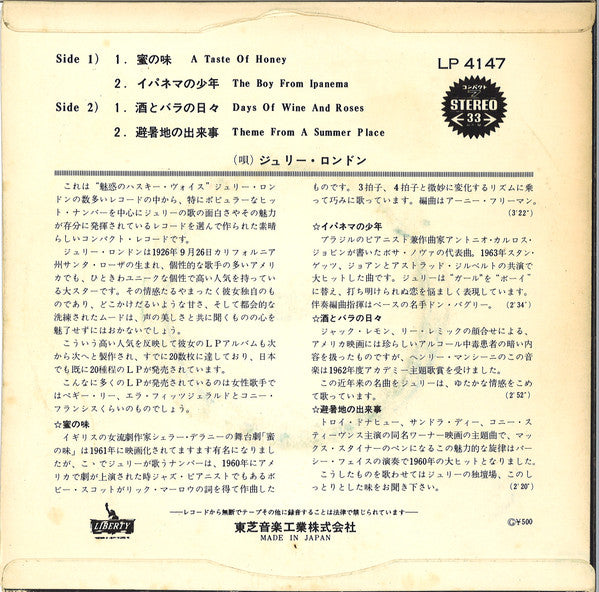 Side 1) 1. 蜜の味 A Taste Of Honey
2. イパネマの少年 The Boy From Ipanema
Side 2) 1. 酒とバラの日々 Days Of Wine And Roses
2. 避暑地の出来事 Theme From A Summer Place
(唄) ジュリー・ロンドン
LP 4147
コンパクト
STEREO
33
これは“魅惑のハスキー・ヴォイス”ジュリー・ロン
ドンの数多いレコードの中から、特にポピュラーなヒッ
ト・ナンバーを中心にジュリーの歌の面白さやその魅力
が存分に発揮されているレコードを選んで作られた素晴
らしいコンパクト・レコードです。
ジュリー・ロンドンは1926年9月26日カリフォルニア
州サンタ・ローザの生まれ、個性的な歌手の多いアメリ
カでも、ひときわユニークな個性で高い人気を持ってい
る大スターです。その情感たるやまったく彼女独自のも
のであり、どこかけだるいような甘さ、そして都会的な
洗練されたムードは、声の美しさと共に聞くものの心を
魅了せずにはおかないでしょう。
こういう高い人気を反映して彼女のLPアルバムも次
から次へと製作され、すでに20数枚に達しており、日本
でも既に20種程のLPが発売されています。
こんなに多くのLPが発売されているのは女性歌手で
はペギー・リー、エラ・フィッツジェラルドとコニー・
フランシスくらいのものでしょう。
☆蜜の味
イギリスの女流劇作家シェラー・デラニーの舞台劇「蜜
の味」は1961年に映画化されてますます有名になりまし
たが、こゝでジュリーが歌うナンバーは、1960年にアメ
リカで劇が上演された時ジャズ・ピアニストでもあるボ
ビー・スコットがリック・マーロウの詞を得て作曲した
ものです。3拍子、4拍子と微妙に変化するリズムに乗
って巧みに歌っています。編曲はアーニー・フリーマン。
(3′22″)
☆イパネマの少年
ブラジルのピアニスト兼作曲家アントニオ・カルロス・
ジョビンが書いたボサ・ノヴァの代表曲。1963年スタン・
ゲッツ、ジョアンとアストラッド・ジルベルトの共演で
大ヒットした曲です。ジュリーは“ガール”を“ボーイ”
に替え、打ち明けられぬ恋を悩ましく表現しています。
伴奏編曲指揮はベースの名手ドン・バグリー。(2′34″)
☆酒とバラの日々
ジャック・レモン、リー・レミックの顔合せによる、
アメリカ映画には珍らしいアルコール中毒患者の暗い内
容を扱ったものですが、ヘンリー・マンシーニのこの音
楽は1962年度アカデミー主題歌賞を受けました。
この近年来の名曲をジュリーは、ゆたかな情感をこめ
て歌っています。(2′52″)
☆避暑地の出来事
トロイ・ドナヒュー、サンドラ・ディー、コニー・ス
ティーヴンス主演の同名ワーナー映画の主題曲で、マッ
クス・スタイナーのペンになるこの魅力的な旋律はパー
シー・フェイスの演奏で1960年の大ヒットとなりました。
こうしたものを歌わせてはジュリーの独壇場、このし
っとりとした味をお聞き下さい。(2′20″)
LIBERTY
―レコードから無断でテープその他に録音することは法律で禁じられています―
東芝音楽工業株式会社
MADE IN JAPAN
Ⓒ¥500